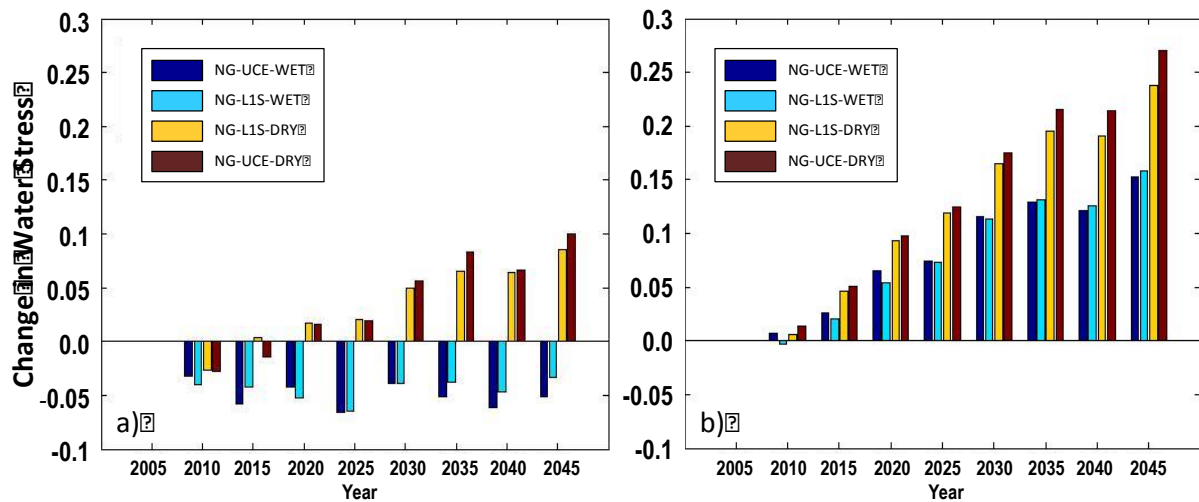 Change in Water Stress
0.3
0.25
0.2
0.15
0.1
0.05
0.0
-0.05
-0.1
NG-UCE-WET
NG-L1S-WET
NG-L1S-DRY
NG-UCE-DRY
a)
2005 2010 2015 2020 2025 2030 2035 2040 2045
Year
0.3
0.25
0.2
0.15
0.1
0.05
0.0
-0.05
-0.1
NG-UCE-WET
NG-L1S-WET
NG-L1S-DRY
NG-UCE-DRY
b)
2005 2010 2015 2020 2025 2030 2035 2040 2045
Year